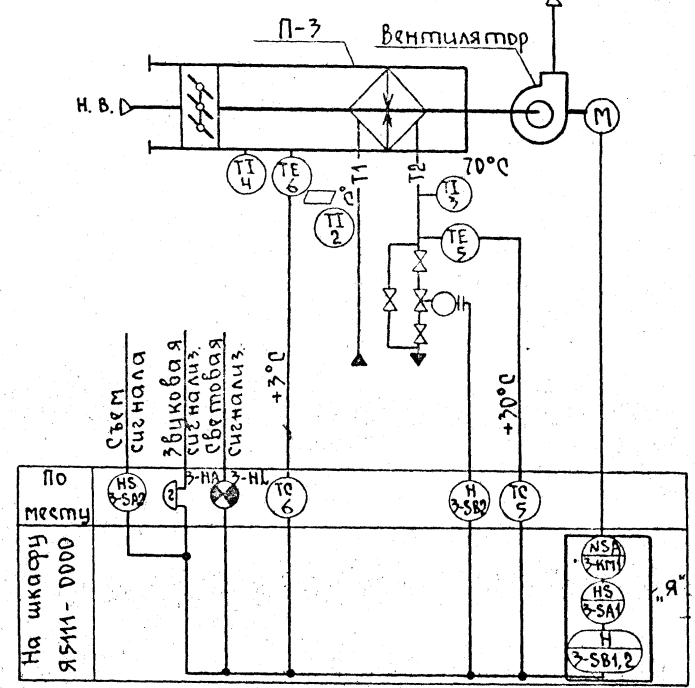 П-3
Вентилятор
Н. В.
М
TI
4
TE
6
°C
TI
2
T1
T2
70°C
TI
3
TE
5
Съем
сигнала
Звуковая
сигнализ.
световая
сигнализ.
+3°C
+30°C
По
месту
HS
3-SA2
3-HA
3-HL
TC
6
H
3-SB2
TC
5
На шкафу
Я5111-0000
NSA
3-KM1
HS
3-SA1
H
3-SB1,2
„Я"